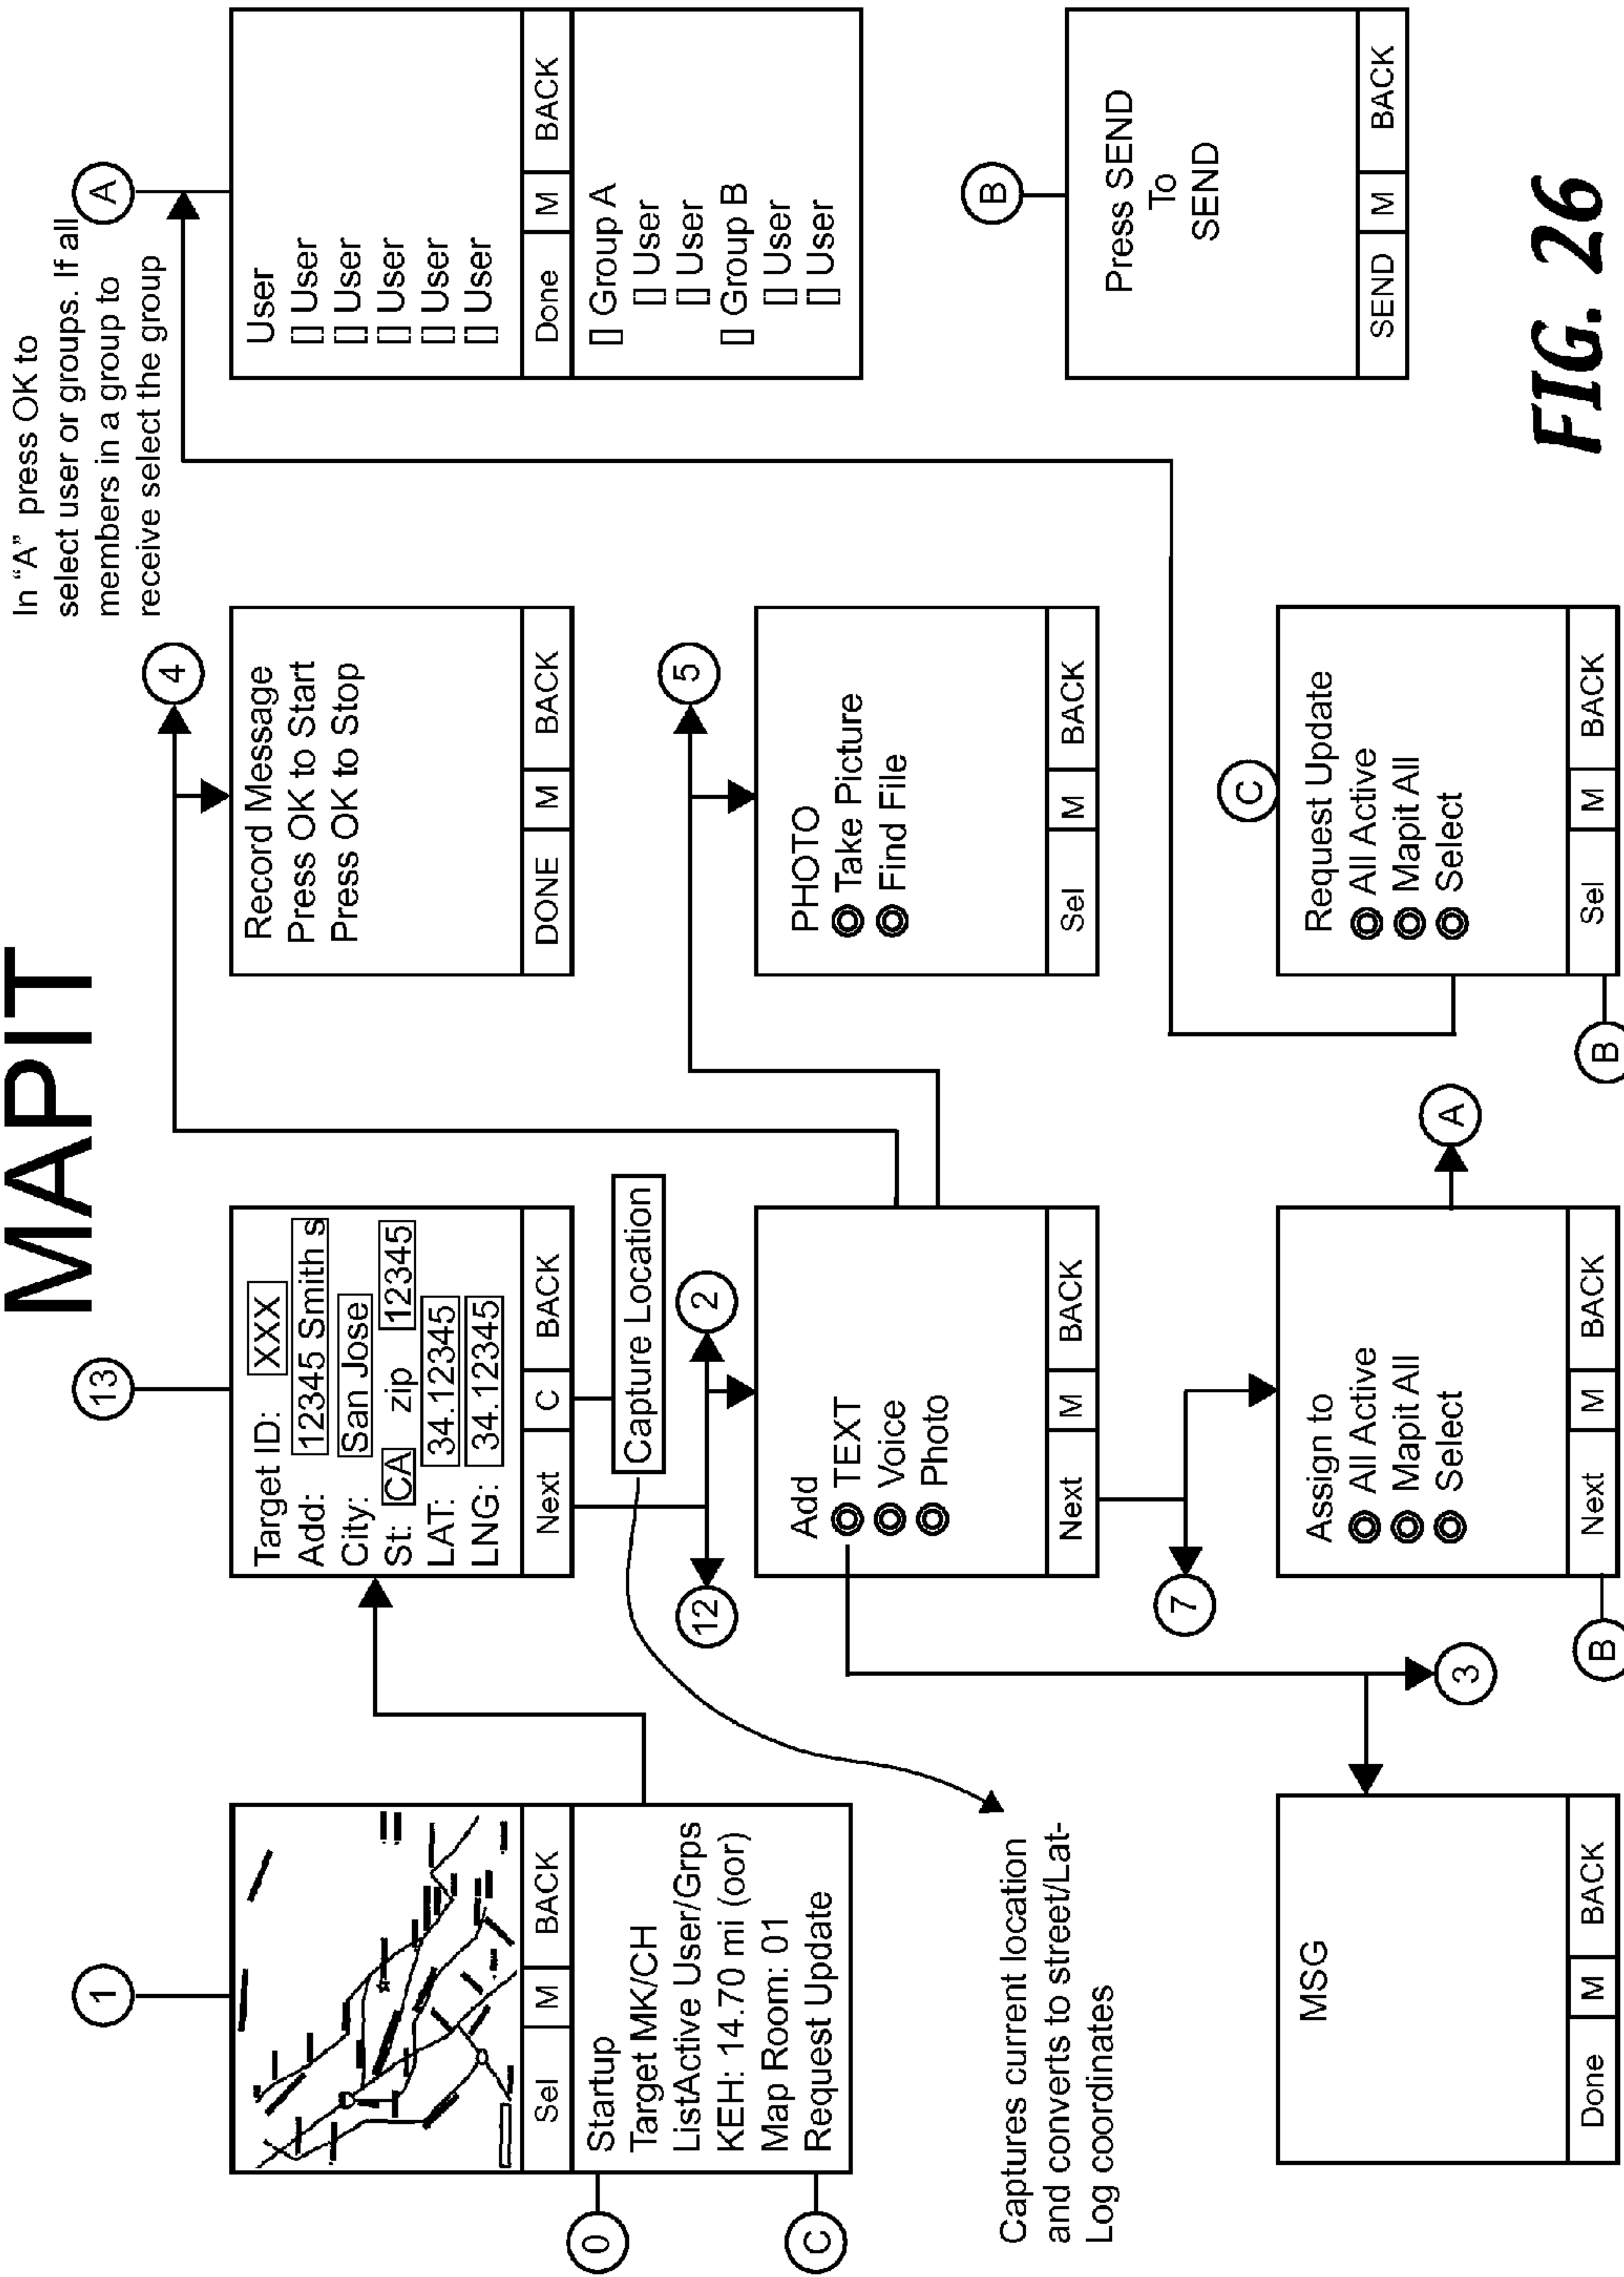 MAPIT
1
Sel M BACK
Startup
Target MK/CH
ListActive User/Grps
KEH: 14.70 mi (oor)
Map Room: 01
Request Update
0
C
Captures current location
and converts to street/Lat-
Log coordinates
MSG
Done M BACK
13
Target ID: XXX
Add: 12345 Smith s
City: San Jose
St: CA zip 12345
LAT: 34.12345
LNG: 34.12345
Next C BACK
Capture Location
12
2
Add
TEXT
Voice
Photo
Next M BACK
7
3
Assign to
All Active
Mapit All
Select
Next M BACK
B
A
4
Record Message
Press OK to Start
Press OK to Stop
DONE M BACK
5
PHOTO
Take Picture
Find File
Sel M BACK
C
Request Update
All Active
Mapit All
Select
Sel M BACK
B
In “A” press OK to
select user or groups. If all
members in a group to
receive select the group
A
User
[] User
[] User
[] User
[] User
[] User
Done M BACK
[] Group A
[] User
[] User
[] Group B
[] User
[] User
B
Press SEND
To
SEND
SEND M BACK
FIG. 26